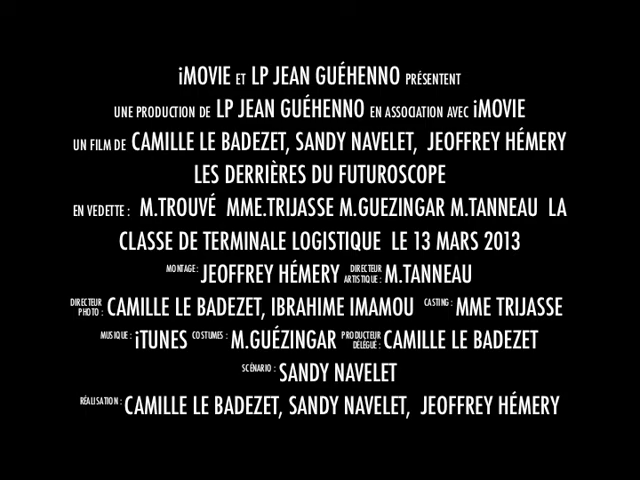 iMOVIE ET LP JEAN GUÉHENNO PRÉSENTENT
UNE PRODUCTION DE LP JEAN GUÉHENNO EN ASSOCIATION AVEC iMOVIE
UN FILM DE CAMILLE LE BADEZET, SANDY NAVELET, JEOFFREY HÉMERY
LES DERRIÈRES DU FUTUROSCOPE
EN VEDETTE : M.TROUVÉ MME.TRIJASSE M.GUEZINGAR M.TANNEAU LA
CLASSE DE TERMINALE LOGISTIQUE LE 13 MARS 2013
MONTAGE : JEOFFREY HÉMERY DIRECTEUR ARTISTIQUE : M.TANNEAU
DIRECTEUR PHOTO : CAMILLE LE BADEZET, IBRAHIME IMAMOU CASTING : MME TRIJASSE
MUSIQUE : iTUNES COSTUMES : M.GUÉZINGAR PRODUCTEUR DÉLÉGUÉ : CAMILLE LE BADEZET
SCÉNARIO : SANDY NAVELET
RÉALISATION : CAMILLE LE BADEZET, SANDY NAVELET, JEOFFREY HÉMERY